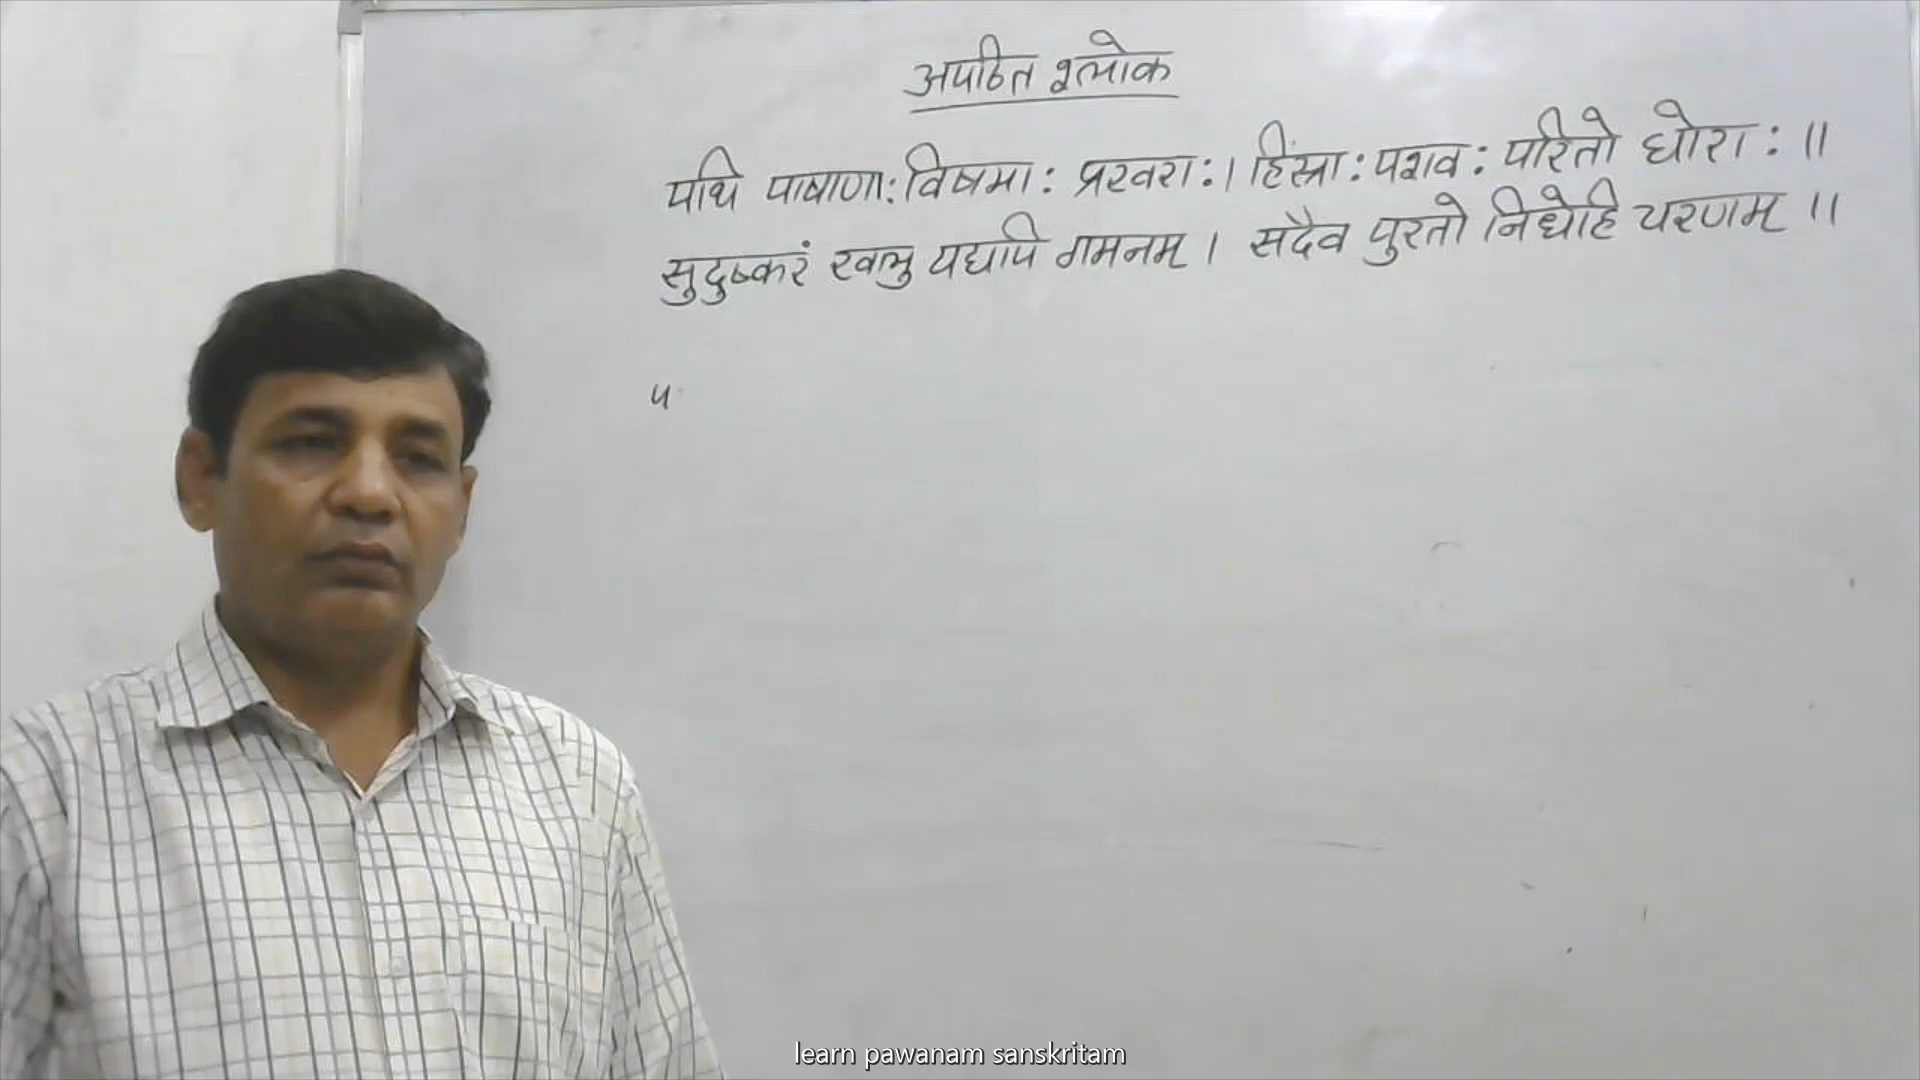 अपठित श्लोक
पथि पाषाणाः विषमाः प्रखराः। हिंस्राः पशवः परितो घोराः॥
सुदुष्करं खलु यद्यपि गमनम्। सदैव पुरतो निधेहि चरणम्॥
learn pawanam sanskritam